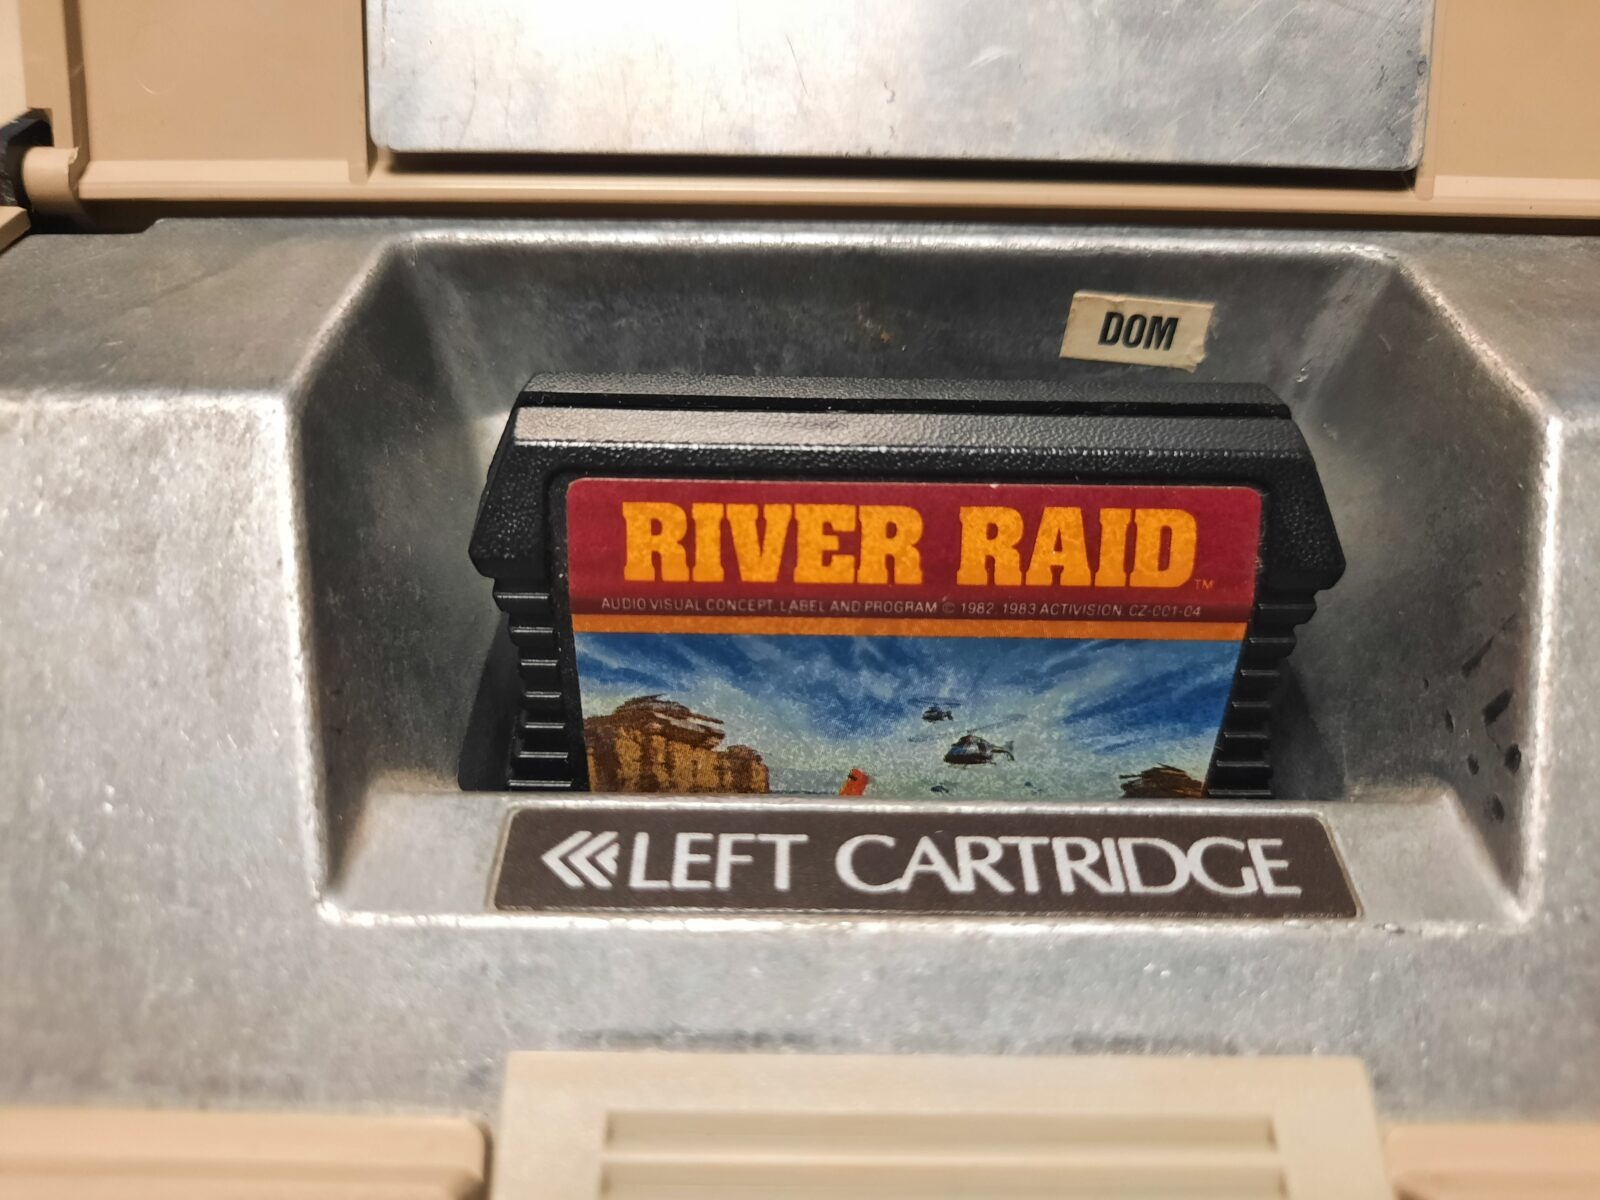 DOM
RIVER RAID™
AUDIO VISUAL CONCEPT, LABEL AND PROGRAM © 1982, 1983 ACTIVISION CZ-001-04
LEFT CARTRIDGE